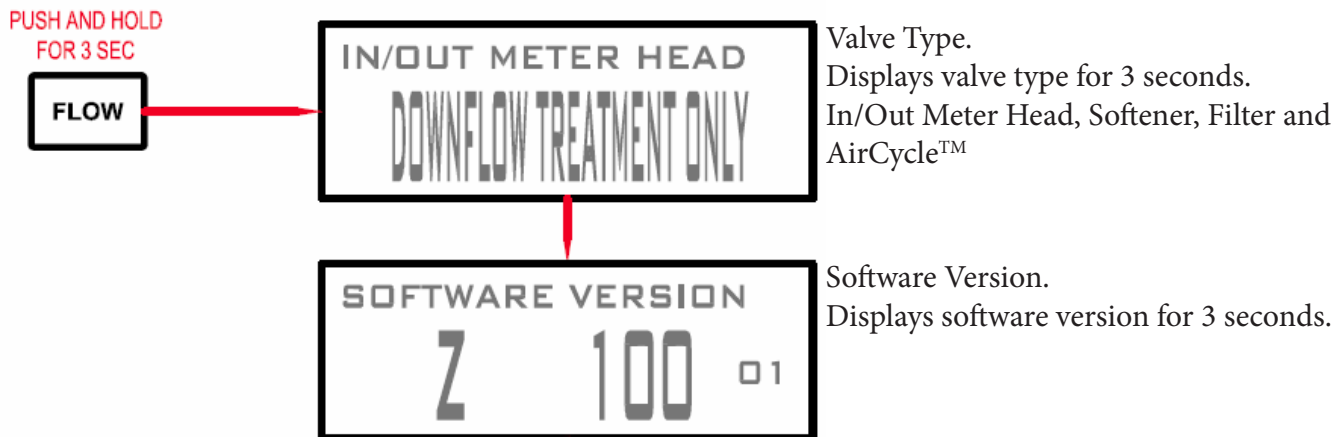 PUSH AND HOLD
FOR 3 SEC
FLOW
IN/OUT METER HEAD
DOWNFLOW TREATMENT ONLY
Valve Type.
Displays valve type for 3 seconds.
In/Out Meter Head, Softener, Filter and
AirCycle™
SOFTWARE VERSION
Z 100 01
Software Version.
Displays software version for 3 seconds.